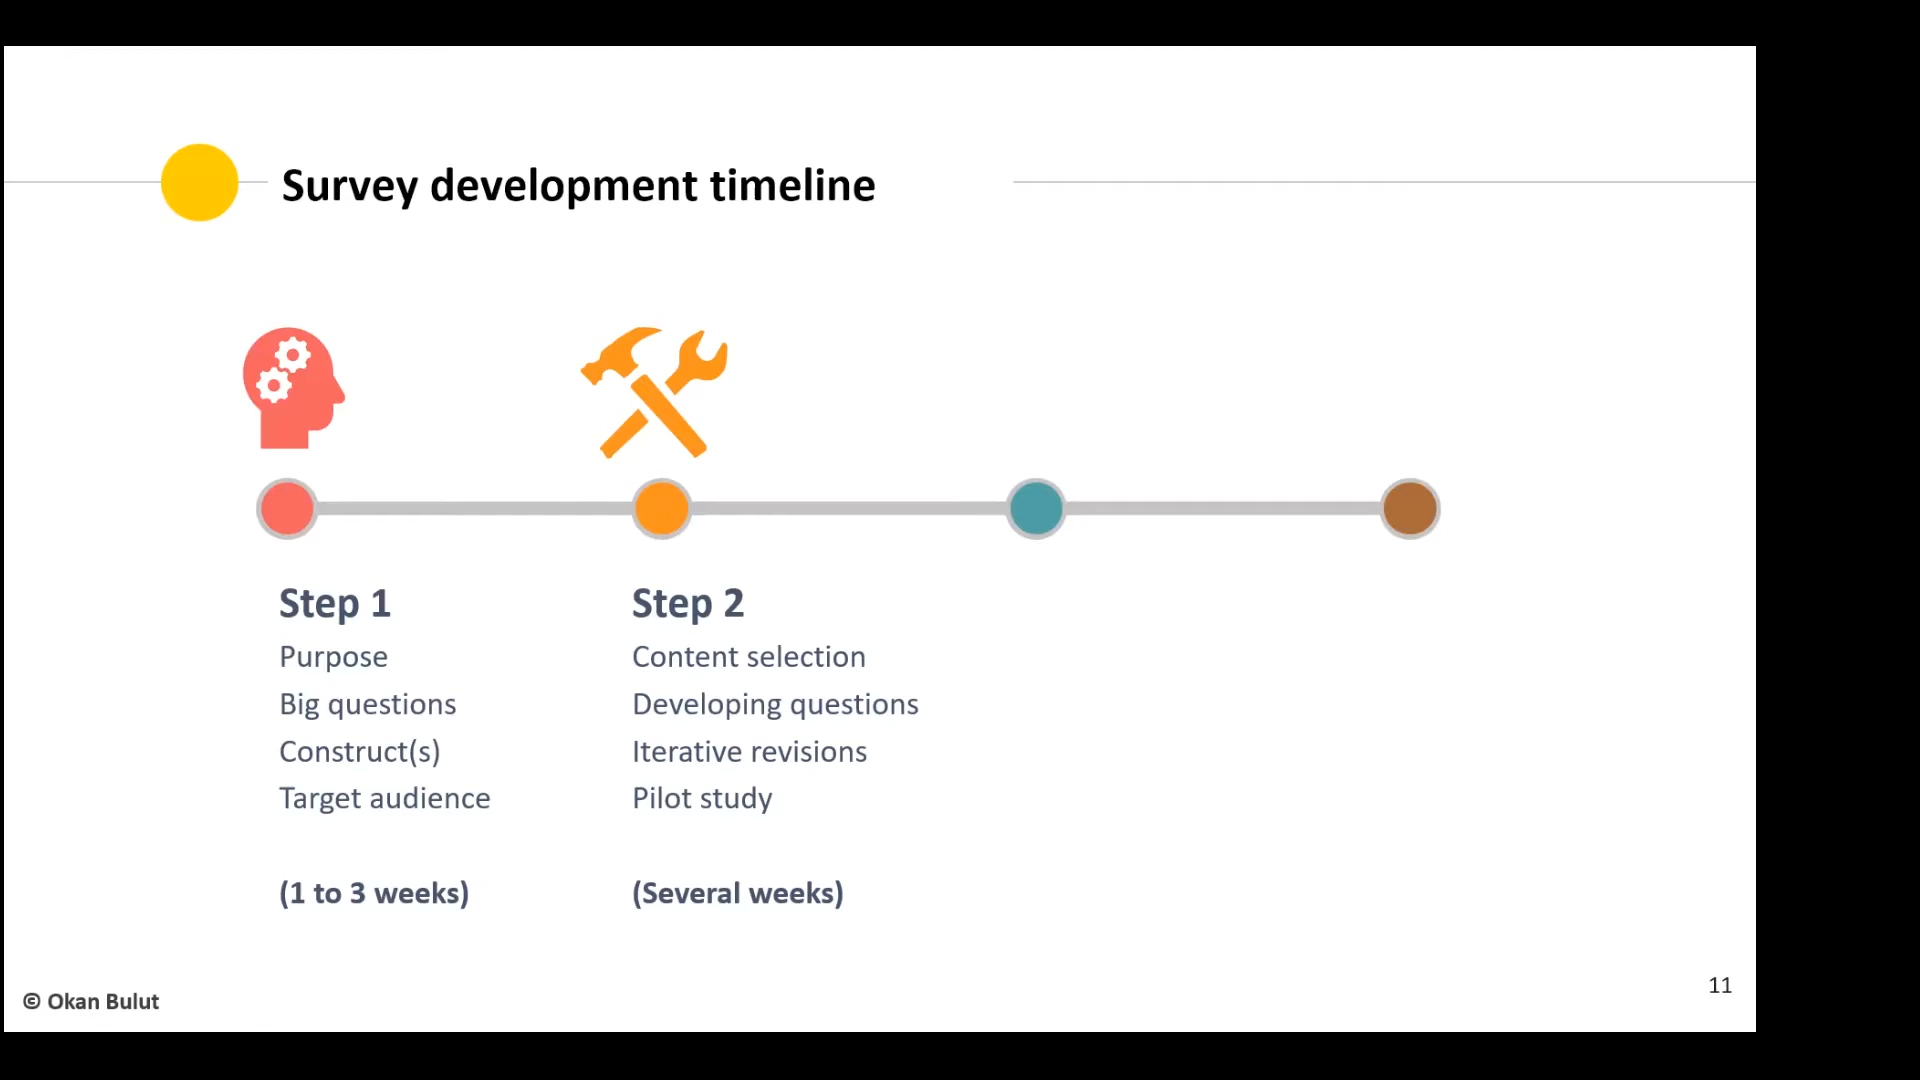 Survey development timeline
Step 1
Purpose
Big questions
Construct(s)
Target audience
(1 to 3 weeks)
Step 2
Content selection
Developing questions
Iterative revisions
Pilot study
(Several weeks)
© Okan Bulut
11